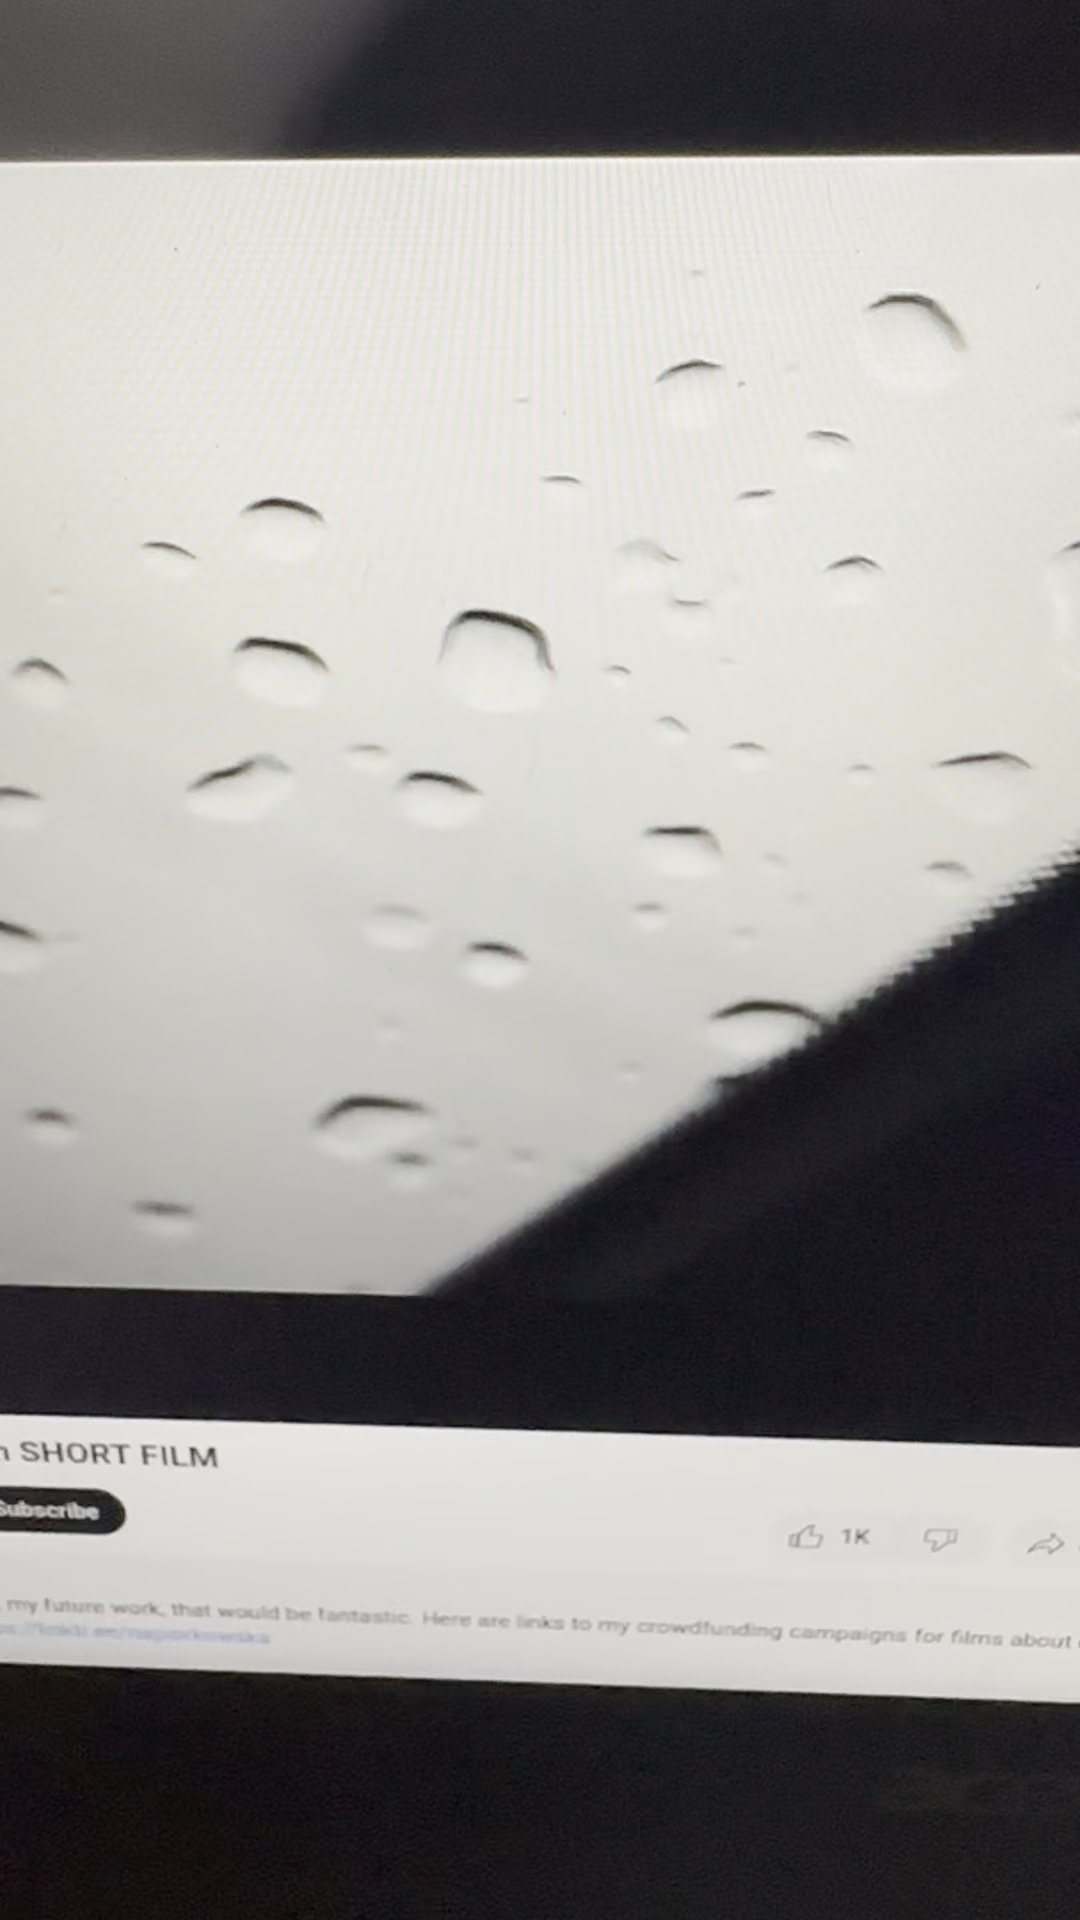 SHORT FILM
Subscribe
1K
my future work, that would be fantastic. Here are links to my crowdfunding campaigns for films about